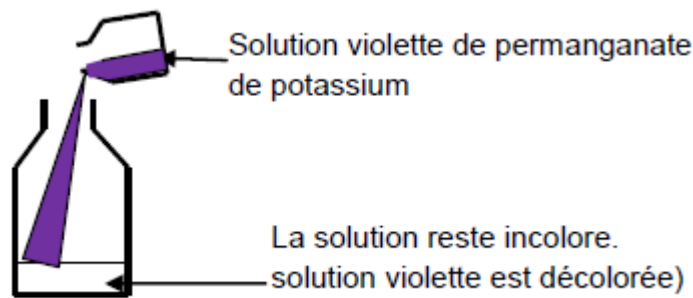 Solution violette de permanganate
de potassium
La solution reste incolore.
solution violette est décolorée)